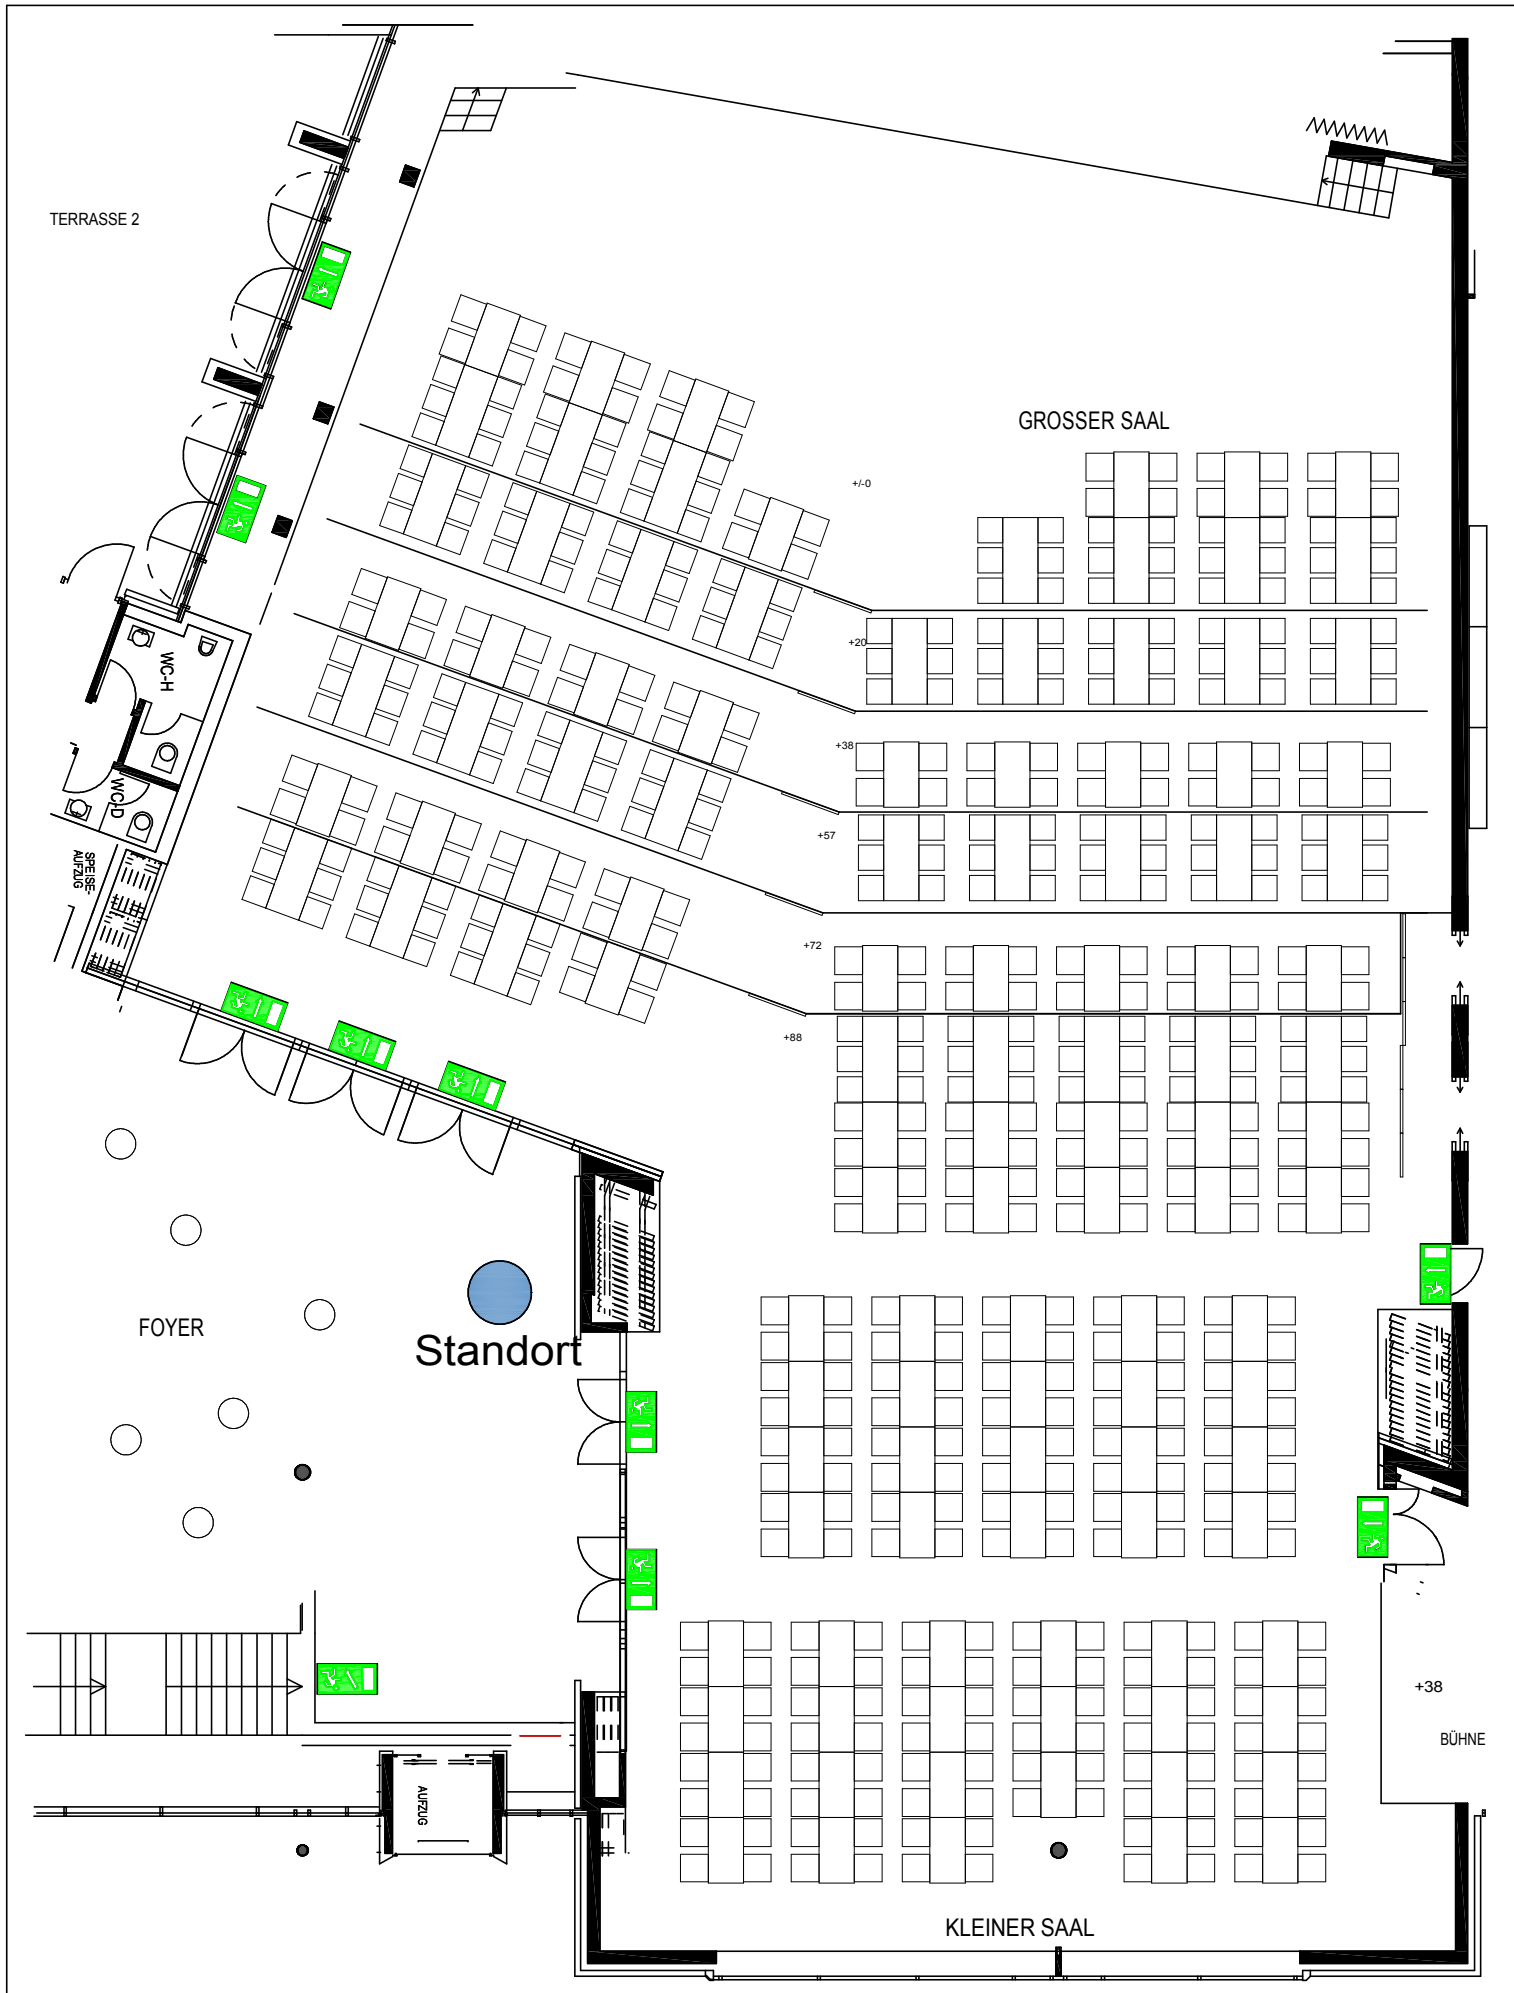 TERRASSE 2
GROSSER SAAL
+/-0
+20
WC-H
+38
WC-D
+57
SPEISE-
AUFZUG
+72
+88
FOYER
Standort
+38
BÜHNE
AUFZUG
KLEINER SAAL